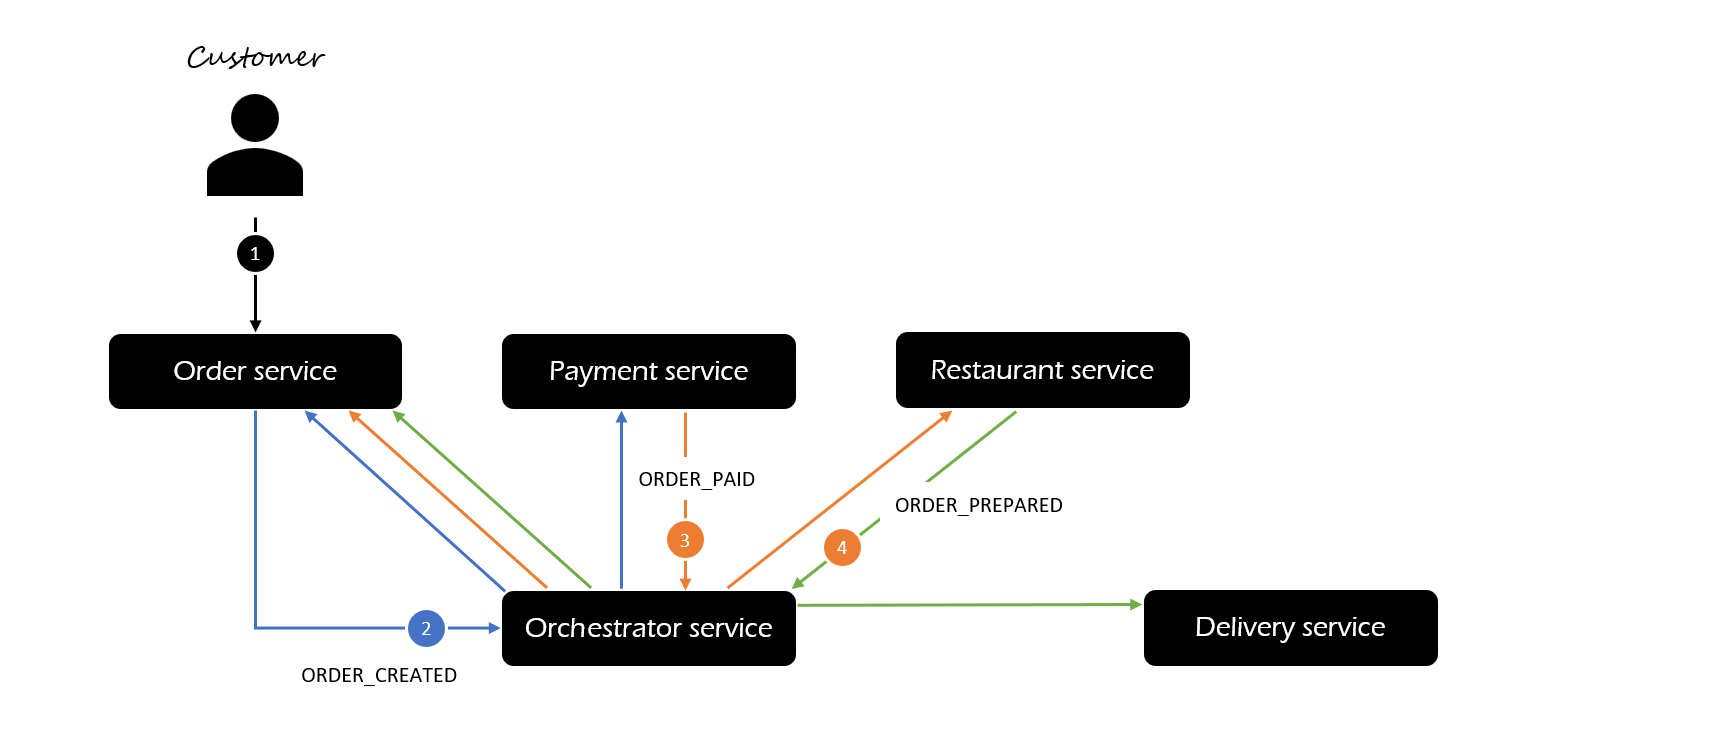 Customer
1
Order service
Payment service
Restaurant service
ORDER_PAID
ORDER_PREPARED
3
4
2
Orchestrator service
Delivery service
ORDER_CREATED